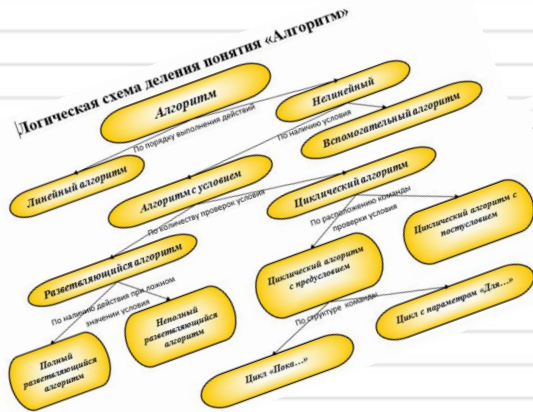 Логическая схема деления понятия «Алгоритм»
Алгоритм
По порядку выполнения действий
Нелинейный
Линейный алгоритм
По наличию условия
Вспомогательный алгоритм
Алгоритм с условием
По количеству проверок условия
Циклический алгоритм
Разветвляющийся алгоритм
По расположению команды
проверки условия
Циклический алгоритм с
постусловием
По наличию действия при ложном
значении условия
Циклический алгоритм
с предусловием
Полный
разветвляющийся
алгоритм
Неполный
разветвляющийся
алгоритм
По структуре команды
Цикл с параметром «Для…»
Цикл «Пока…»